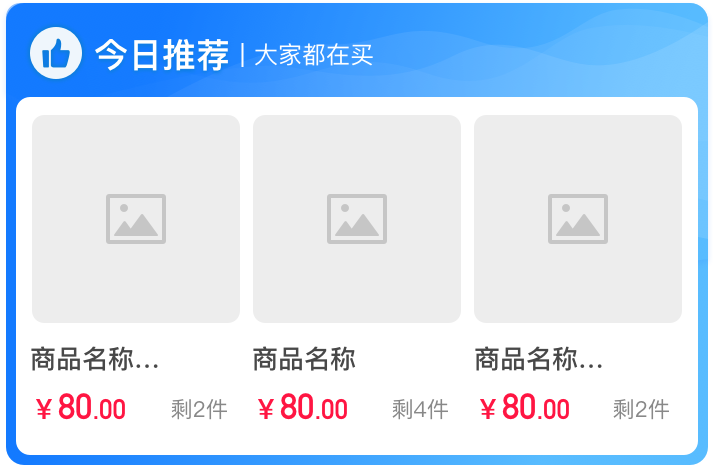 今日推荐 | 大家都在买
商品名称... 商品名称 商品名称...
¥80.00 剩2件 ¥80.00 剩4件 ¥80.00 剩2件